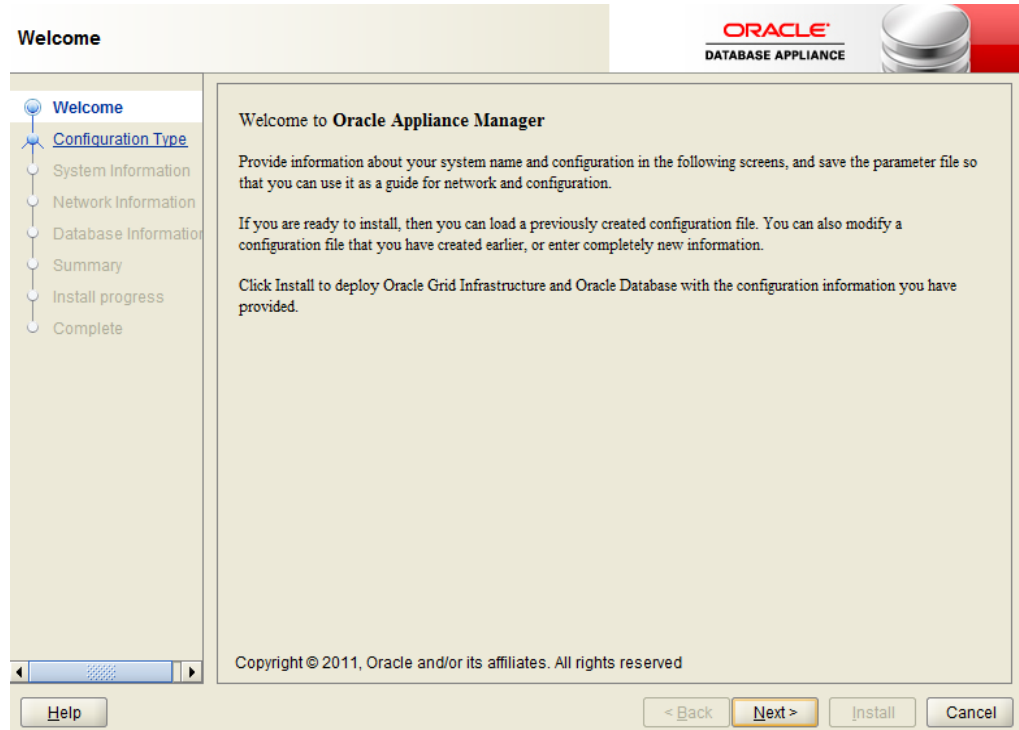 Welcome
ORACLE
DATABASE APPLIANCE
Welcome
Configuration Type
System Information
Network Information
Database Information
Summary
Install progress
Complete
Welcome to Oracle Appliance Manager
Provide information about your system name and configuration in the following screens, and save the parameter file so
that you can use it as a guide for network and configuration.
If you are ready to install, then you can load a previously created configuration file. You can also modify a
configuration file that you have created earlier, or enter completely new information.
Click Install to deploy Oracle Grid Infrastructure and Oracle Database with the configuration information you have
provided.
Copyright © 2011, Oracle and/or its affiliates. All rights reserved
Help
< Back
Next >
Install
Cancel